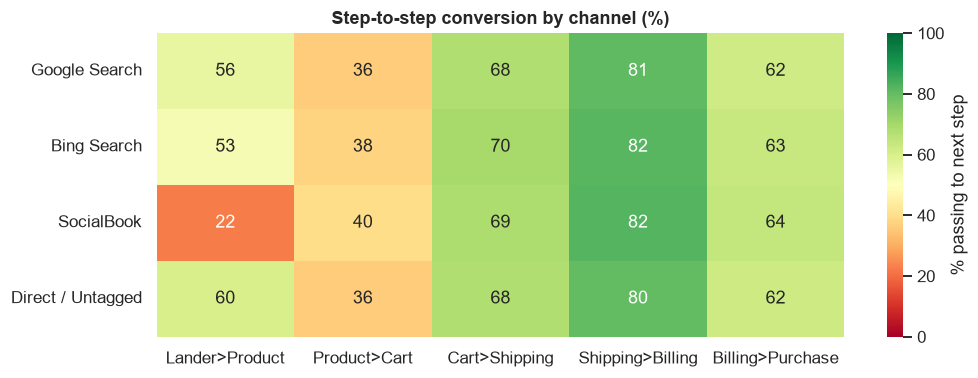 Step-to-step conversion by channel (%)
Google Search 56 36 68 81 62
Bing Search 53 38 70 82 63
SocialBook 22 40 69 82 64
Direct / Untagged 60 36 68 80 62
Lander>Product Product>Cart Cart>Shipping Shipping>Billing Billing>Purchase
100
80
60
40
20
0
% passing to next step